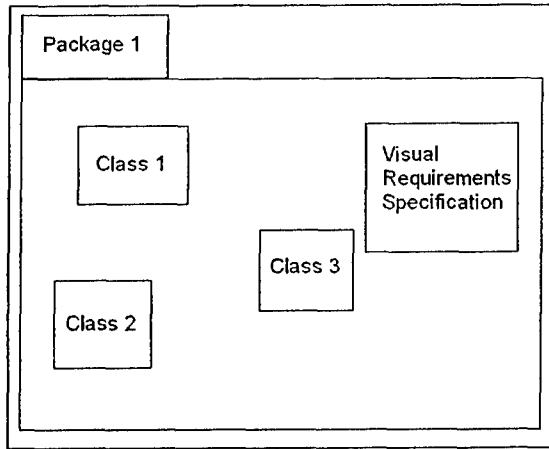 Package 1
Class 1
Visual
Requirements
Specification
Class 3
Class 2